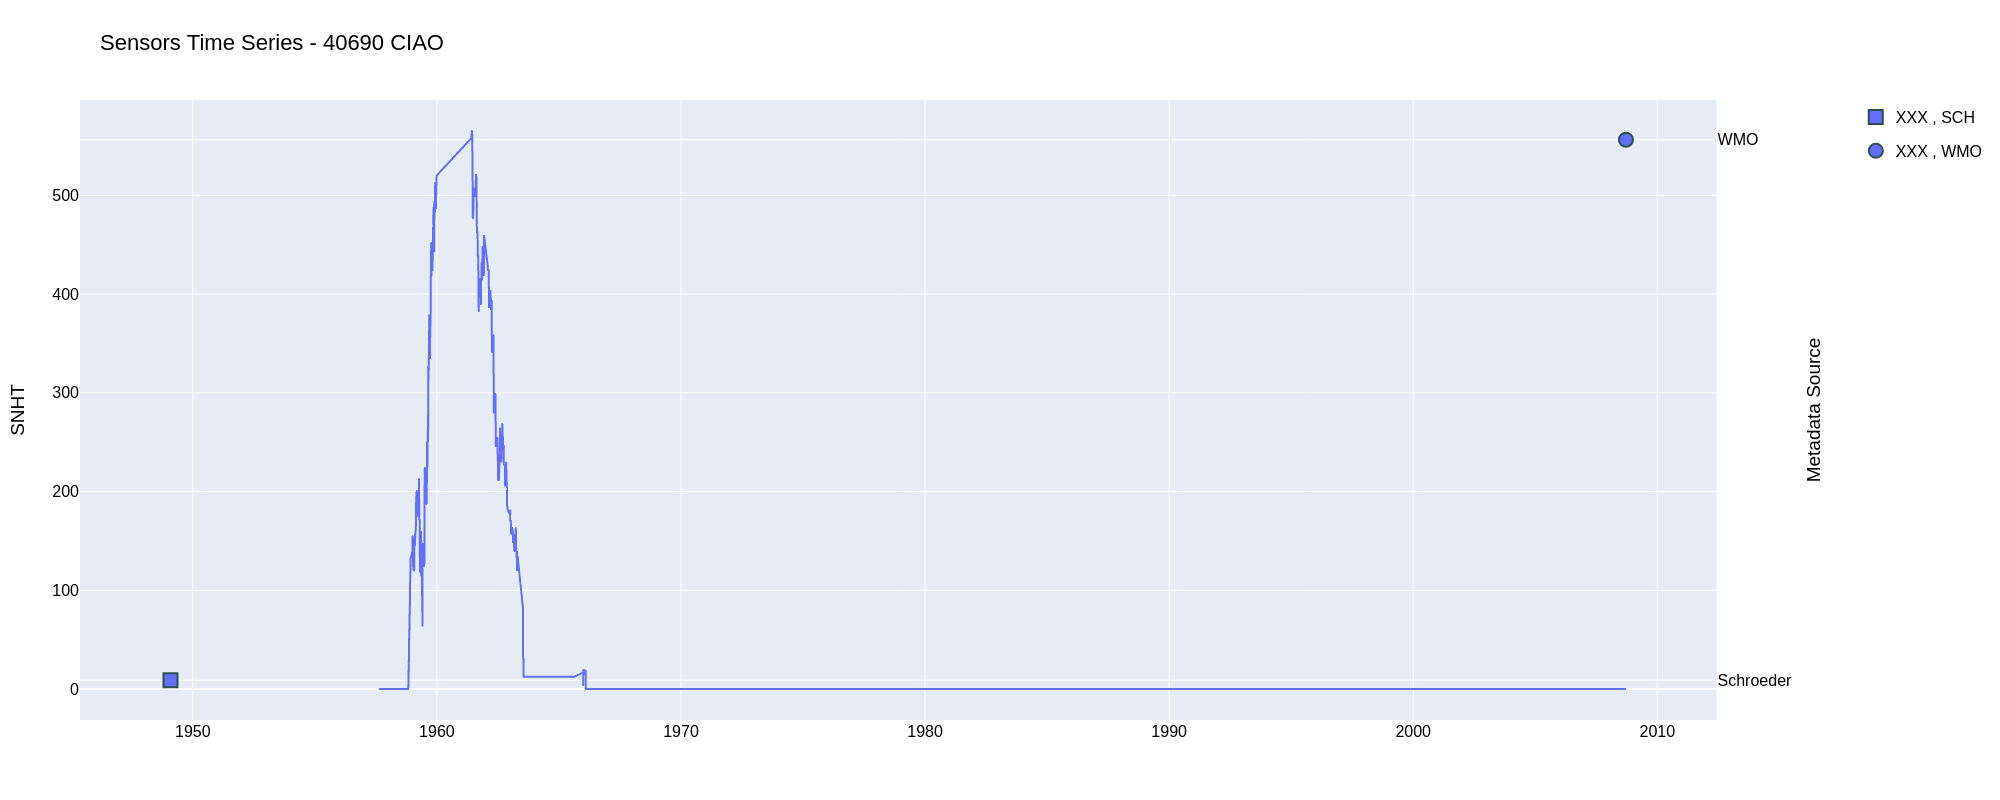 Sensors Time Series - 40690 CIAO
XXX , SCH
XXX , WMO
WMO
Schroeder
Metadata Source
SNHT
500
400
300
200
100
0
1950
1960
1970
1980
1990
2000
2010